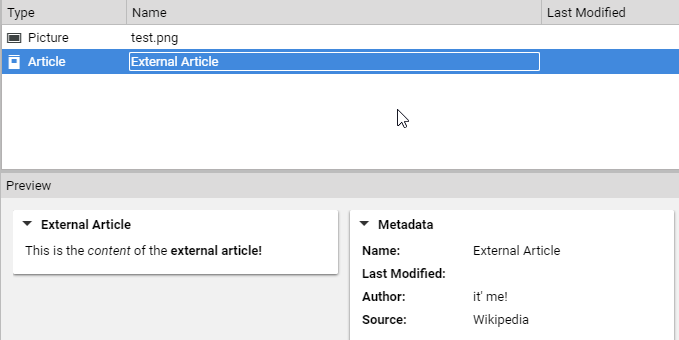 Type Name Last Modified
Picture test.png
Article External Article
Preview
External Article
This is the content of the external article!
Metadata
Name: External Article
Last Modified:
Author: it' me!
Source: Wikipedia